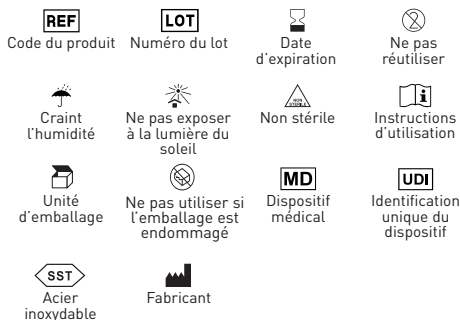 REF
Code du produit
LOT
Numéro du lot
Date
d'expiration
2
Ne pas
réutiliser
Craint
l'humidité
Ne pas exposer
à la lumière du
soleil
NON
STERILE
Non stérile
i
Instructions
d'utilisation
Unité
d'emballage
Ne pas utiliser si
l'emballage est
endommagé
MD
Dispositif
médical
UDI
Identification
unique du
dispositif
SST
Acier
inoxydable
Fabricant